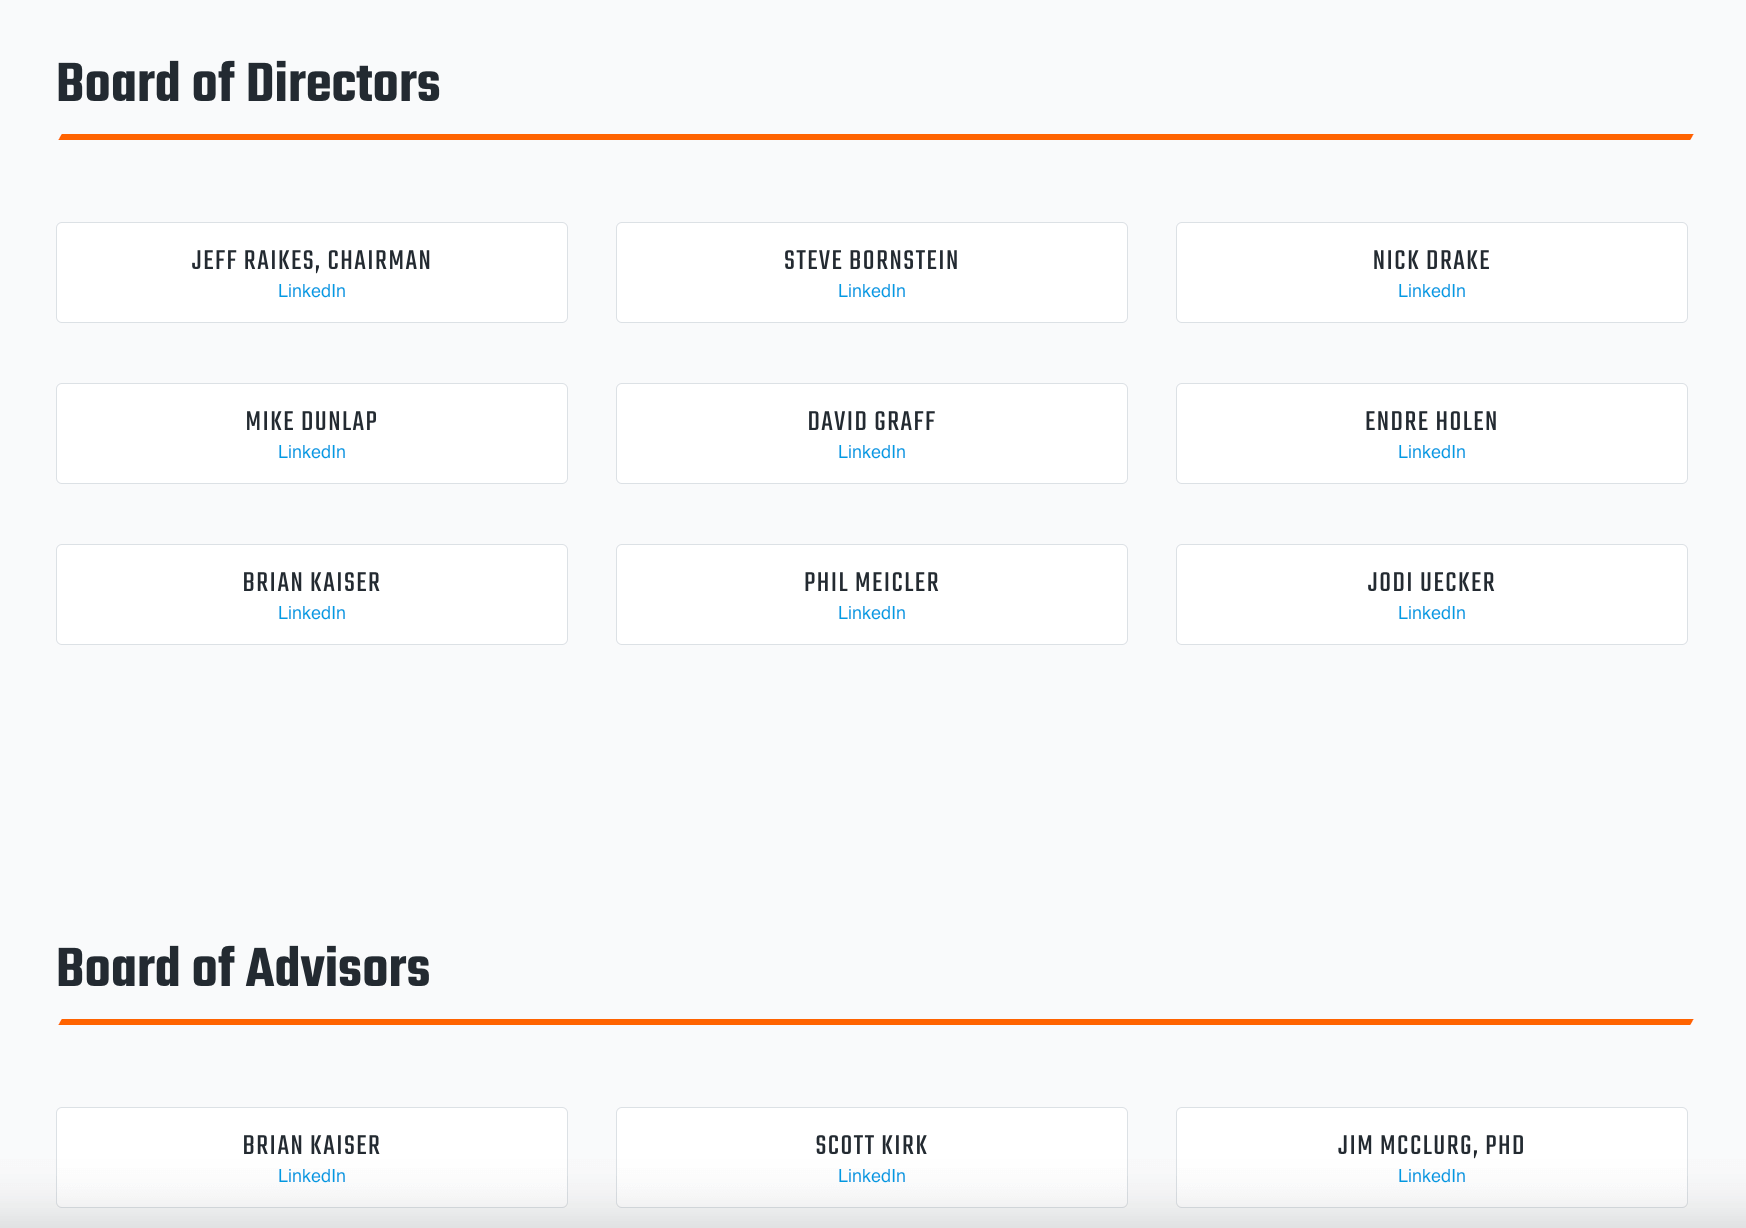 Board of Directors
JEFF RAIKES, CHAIRMAN
LinkedIn
STEVE BORNSTEIN
LinkedIn
NICK DRAKE
LinkedIn
MIKE DUNLAP
LinkedIn
DAVID GRAFF
LinkedIn
ENDRE HOLEN
LinkedIn
BRIAN KAISER
LinkedIn
PHIL MEICLER
LinkedIn
JODI UECKER
LinkedIn
Board of Advisors
BRIAN KAISER
LinkedIn
SCOTT KIRK
LinkedIn
JIM MCCLURG, PHD
LinkedIn